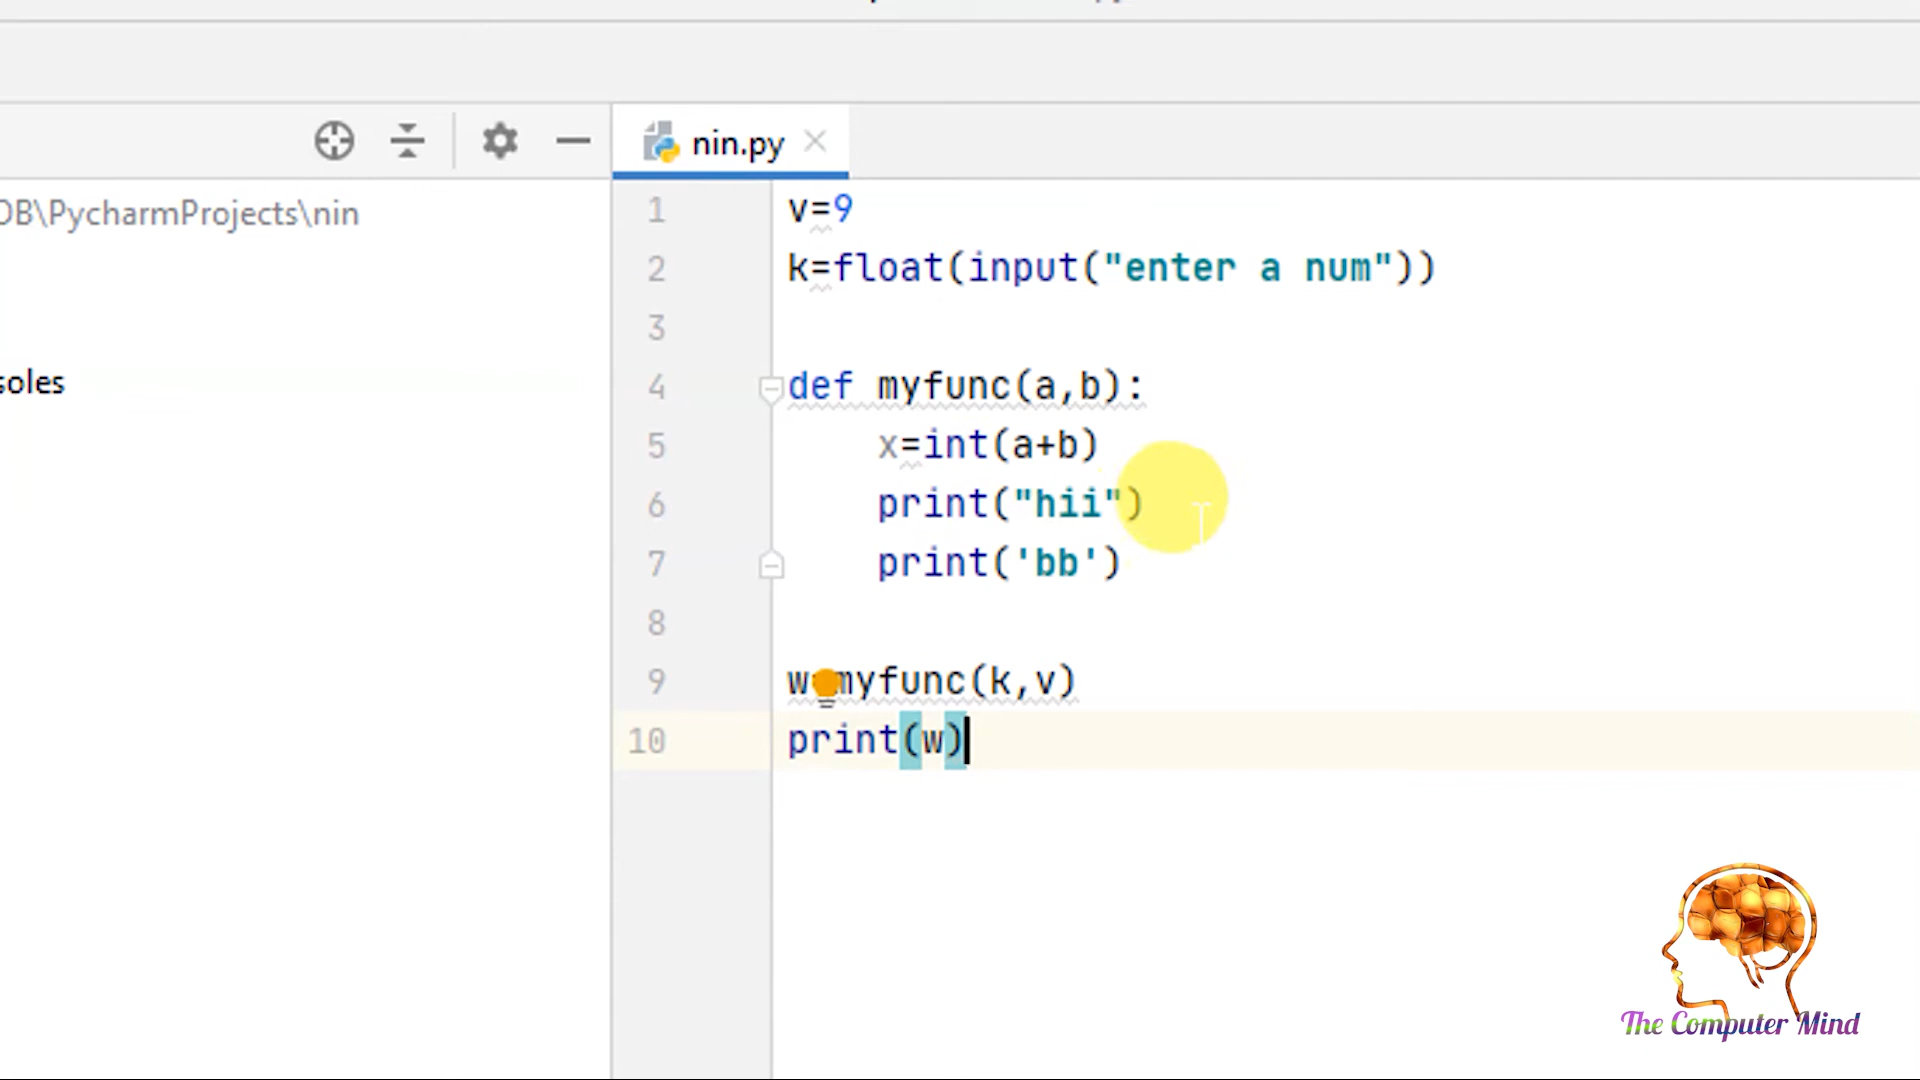 nin.py
OB\PycharmProjects\nin
soles
1 v=9
2 k=float(input("enter a num"))
3
4 def myfunc(a,b):
5 x=int(a+b)
6 print("hii")
7 print('bb')
8
9 w=myfunc(k,v)
10 print(w)
The Computer Mind